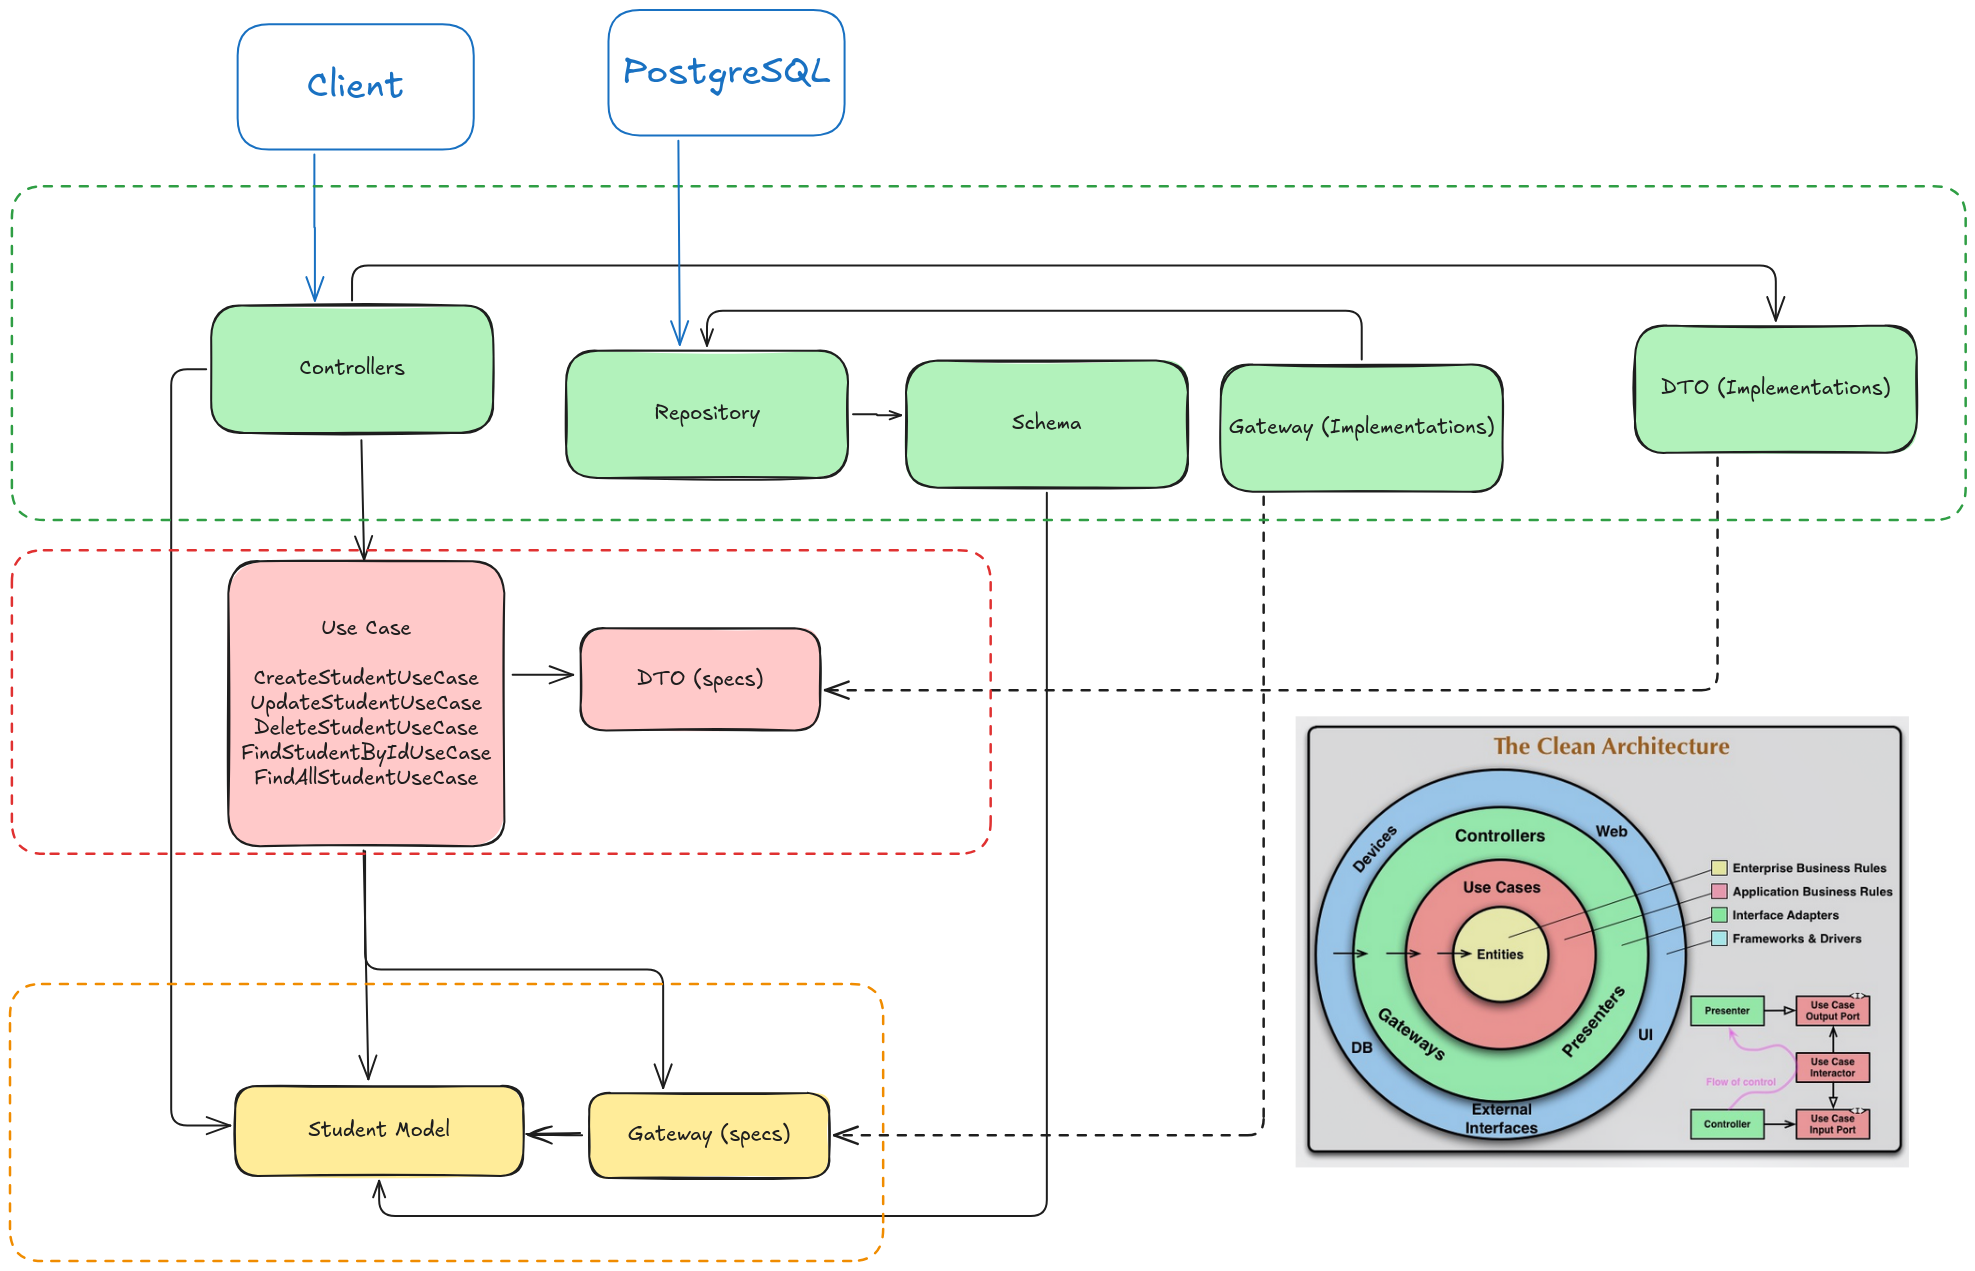 Client
PostgreSQL
Controllers
Repository
Schema
Gateway (Implementations)
DTO (Implementations)
Use Case
CreateStudentUseCase
UpdateStudentUseCase
DeleteStudentUseCase
FindStudentByIdUseCase
FindAllStudentUseCase
DTO (specs)
Student Model
Gateway (specs)
The Clean Architecture
Devices
Web
Controllers
Use Cases
Entities
Gateways
Presenters
DB
UI
External
Interfaces
Enterprise Business Rules
Application Business Rules
Interface Adapters
Frameworks & Drivers
Presenter
Use Case
Output Port
<I>
Use Case
Interactor
Flow of control
Controller
Use Case
Input Port
<I>